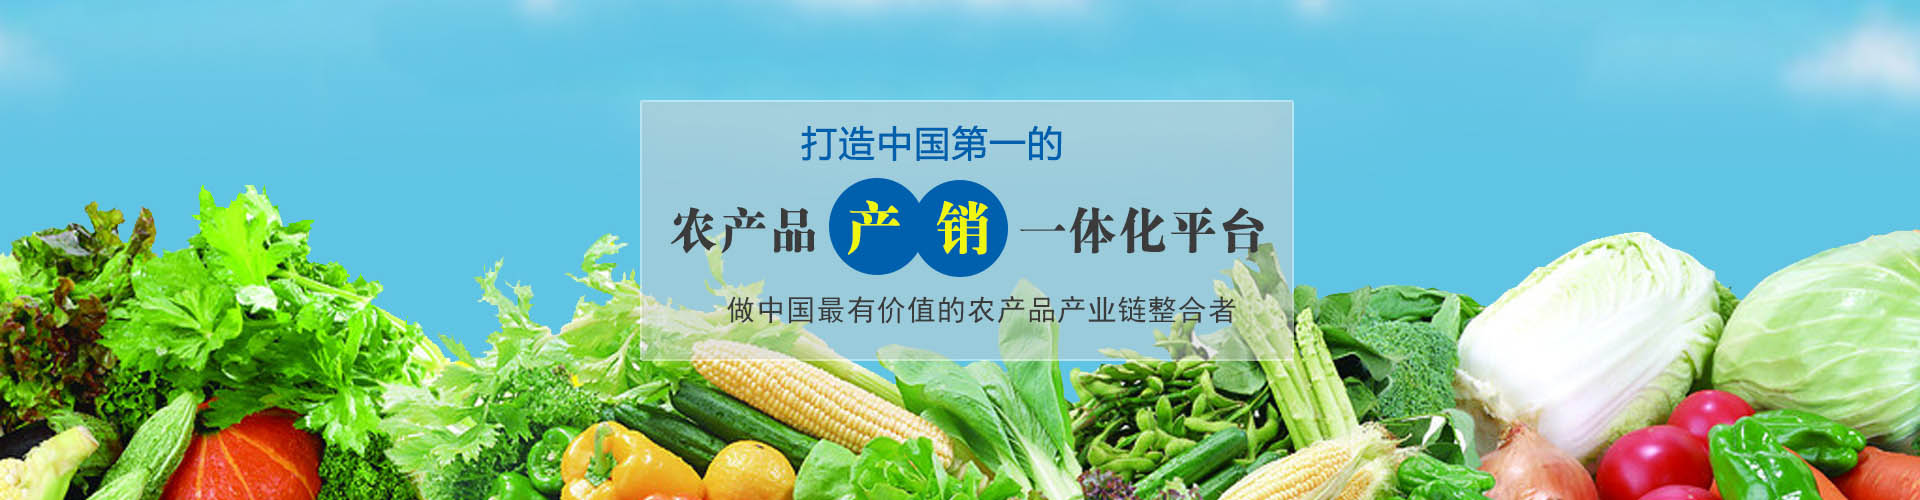 打造中国第一的
农产品产销一体化平台
做中国最有价值的农产品产业链整合者